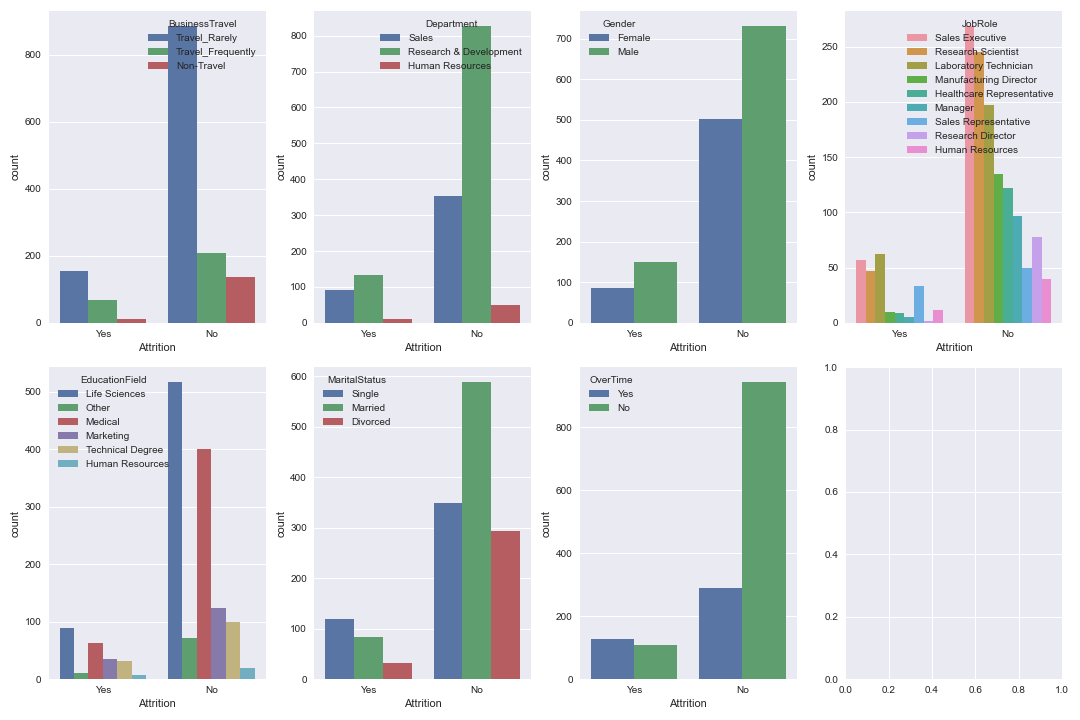 BusinessTravel
Travel_Rarely
Travel_Frequently
Non-Travel
800
600
400
200
0
count
Yes
No
Attrition
Department
Sales
Research & Development
Human Resources
800
700
600
500
400
300
200
100
0
count
Yes
No
Attrition
Gender
Female
Male
700
600
500
400
300
200
100
0
count
Yes
No
Attrition
JobRole
Sales Executive
Research Scientist
Laboratory Technician
Manufacturing Director
Healthcare Representative
Manager
Sales Representative
Research Director
Human Resources
250
200
150
100
50
0
count
Yes
No
Attrition
EducationField
Life Sciences
Other
Medical
Marketing
Technical Degree
Human Resources
500
400
300
200
100
0
count
Yes
No
Attrition
MaritalStatus
Single
Married
Divorced
600
500
400
300
200
100
0
count
Yes
No
Attrition
OverTime
Yes
No
800
600
400
200
0
count
Yes
No
Attrition
1.0
0.8
0.6
0.4
0.2
0.0
0.0 0.2 0.4 0.6 0.8 1.0